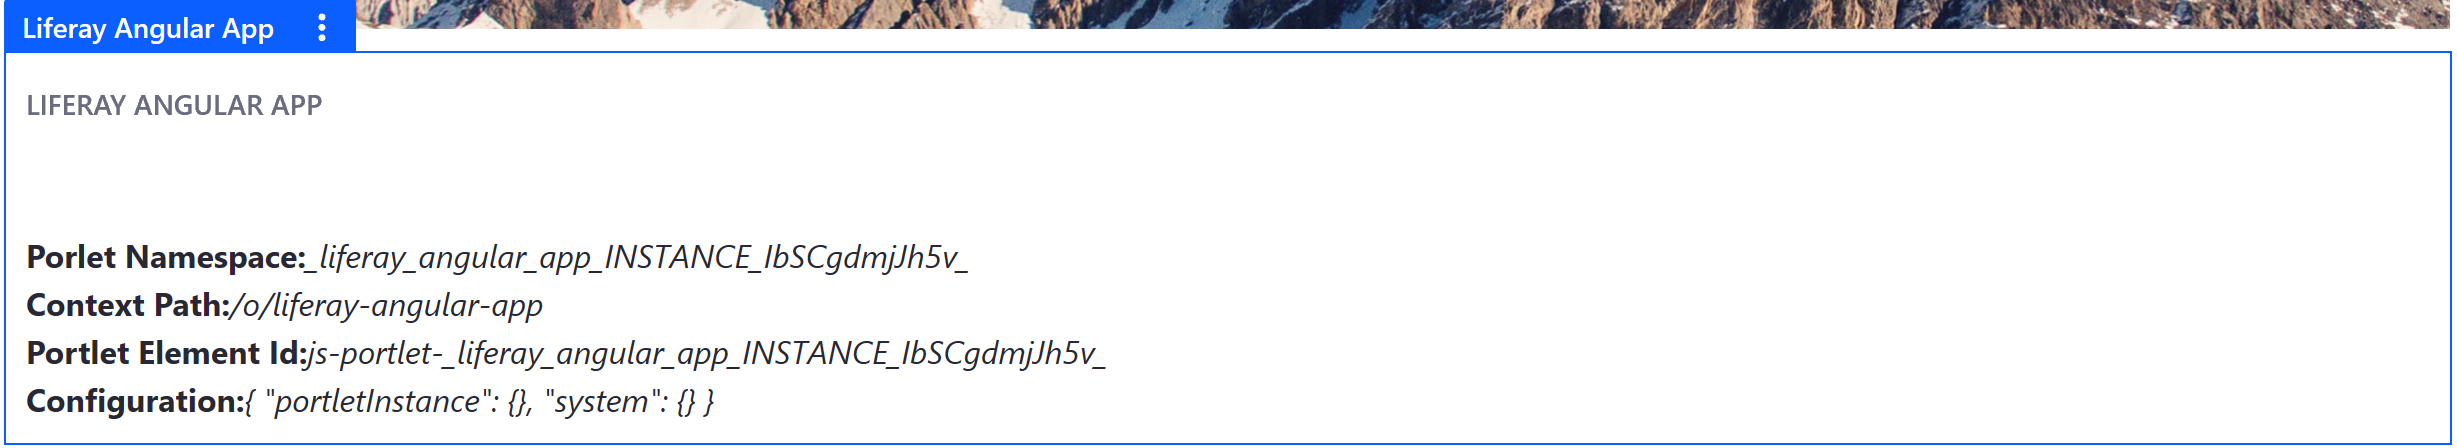 Liferay Angular App
LIFERAY ANGULAR APP
Porlet Namespace:_liferay_angular_app_INSTANCE_IbSCgdmjJh5v_
Context Path:/o/liferay-angular-app
Portlet Element Id:js-portlet-_liferay_angular_app_INSTANCE_IbSCgdmjJh5v_
Configuration:{ "portletInstance": {}, "system": {} }